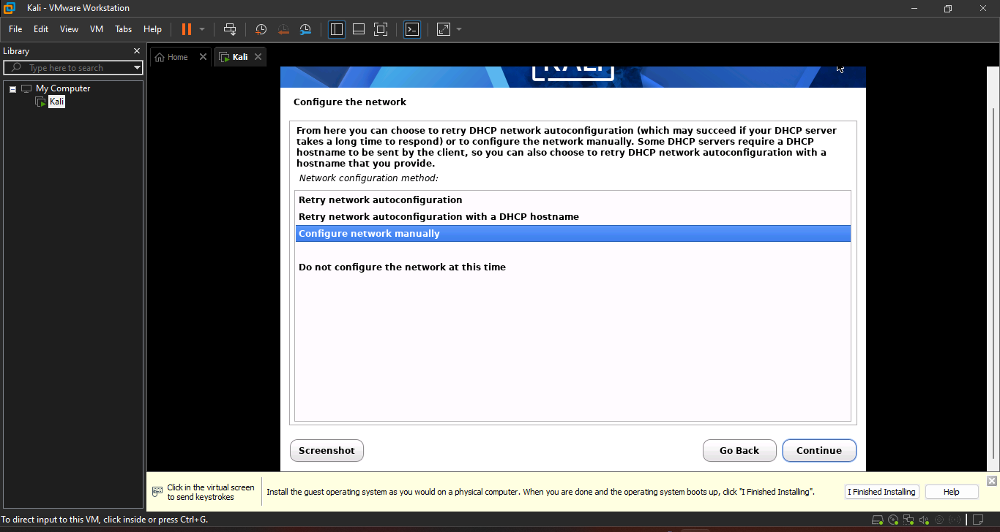 Kali - VMware Workstation
File Edit View VM Tabs Help
Library
Home
Kali
Type here to search
My Computer
Kali
KALI
Configure the network
From here you can choose to retry DHCP network autoconfiguration (which may succeed if your DHCP server
takes a long time to respond) or to configure the network manually. Some DHCP servers require a DHCP
hostname to be sent by the client, so you can also choose to retry DHCP network autoconfiguration with a
hostname that you provide.
Network configuration method:
Retry network autoconfiguration
Retry network autoconfiguration with a DHCP hostname
Configure network manually
Do not configure the network at this time
Screenshot
Go Back
Continue
Click in the virtual screen
to send keystrokes
Install the guest operating system as you would on a physical computer. When you are done and the operating system boots up, click "I Finished Installing".
I Finished Installing
Help
To direct input to this VM, click inside or press Ctrl+G.